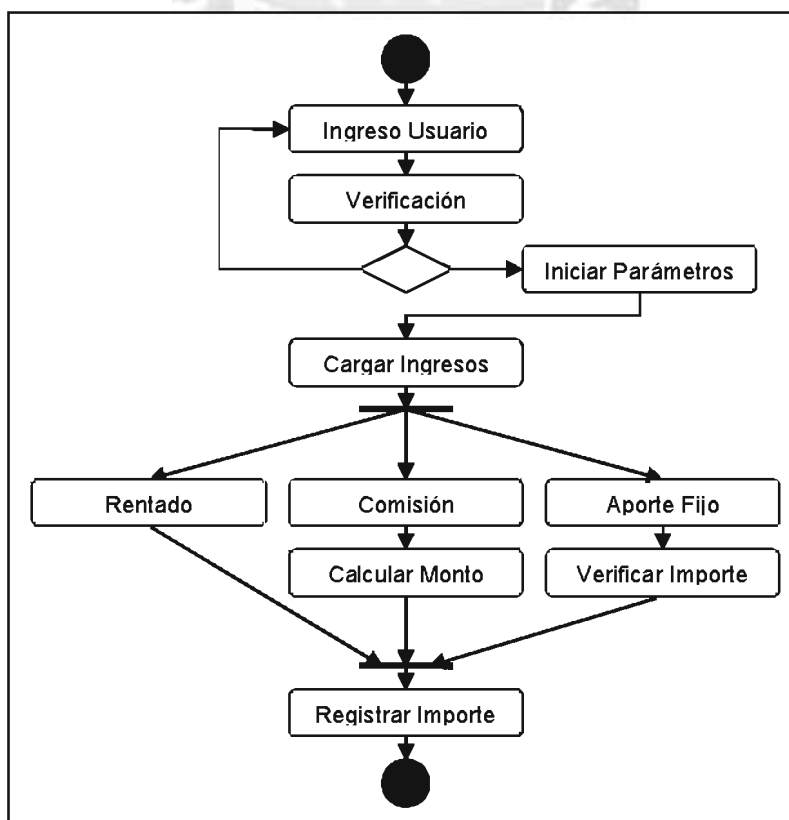 Ingreso Usuario
Verificación
Iniciar Parámetros
Cargar Ingresos
Rentado
Comisión
Aporte Fijo
Calcular Monto
Verificar Importe
Registrar Importe